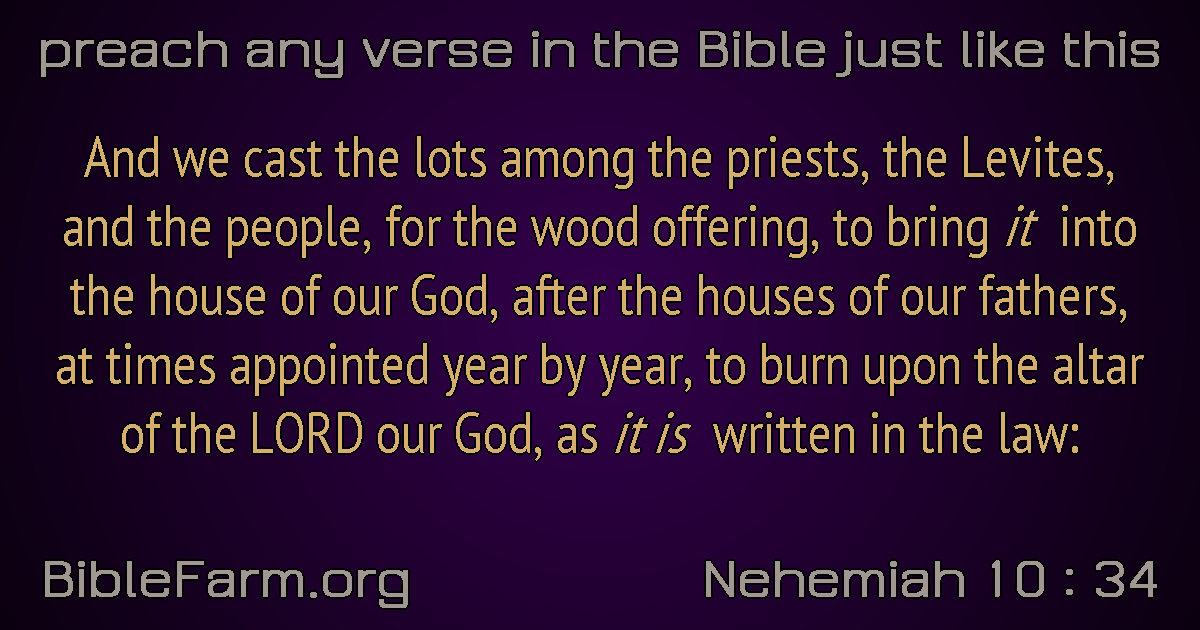 preach any verse in the Bible just like this
And we cast the lots among the priests, the Levites,
and the people, for the wood offering, to bring it into
the house of our God, after the houses of our fathers,
at times appointed year by year, to burn upon the altar
of the LORD our God, as it is written in the law:
BibleFarm.org
Nehemiah 10 : 34